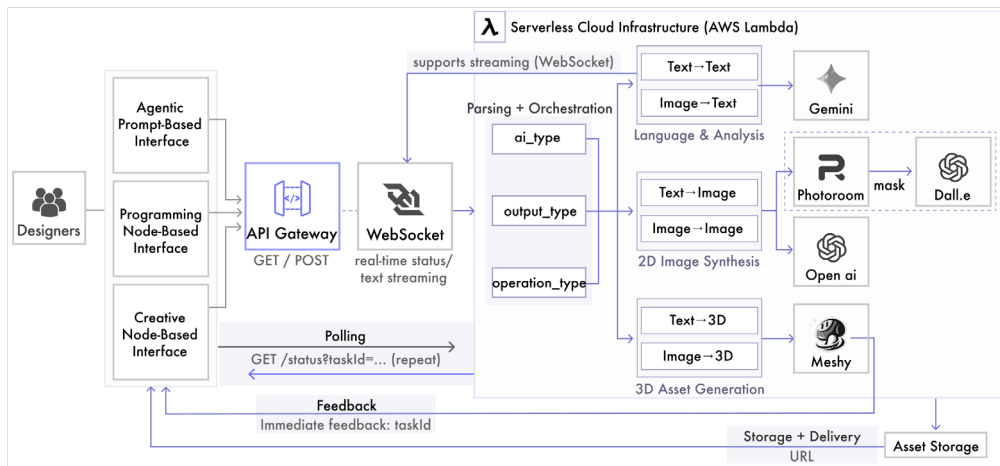 λ
Serverless Cloud Infrastructure (AWS Lambda)
supports streaming (WebSocket)
Text→Text
Image→Text
Language & Analysis
Gemini
Agentic
Prompt-Based
Interface
Parsing + Orchestration
ai_type
Designers
Programming
Node-Based
Interface
</>
API Gateway
GET / POST
WebSocket
real-time status/
text streaming
output_type
Text→Image
Image→Image
2D Image Synthesis
Photoroom
mask
Dall.e
Open ai
operation_type
Creative
Node-Based
Interface
Polling
GET /status?taskId=... (repeat)
Text→3D
Image→3D
3D Asset Generation
Meshy
Feedback
Immediate feedback: taskId
Storage + Delivery
URL
Asset Storage